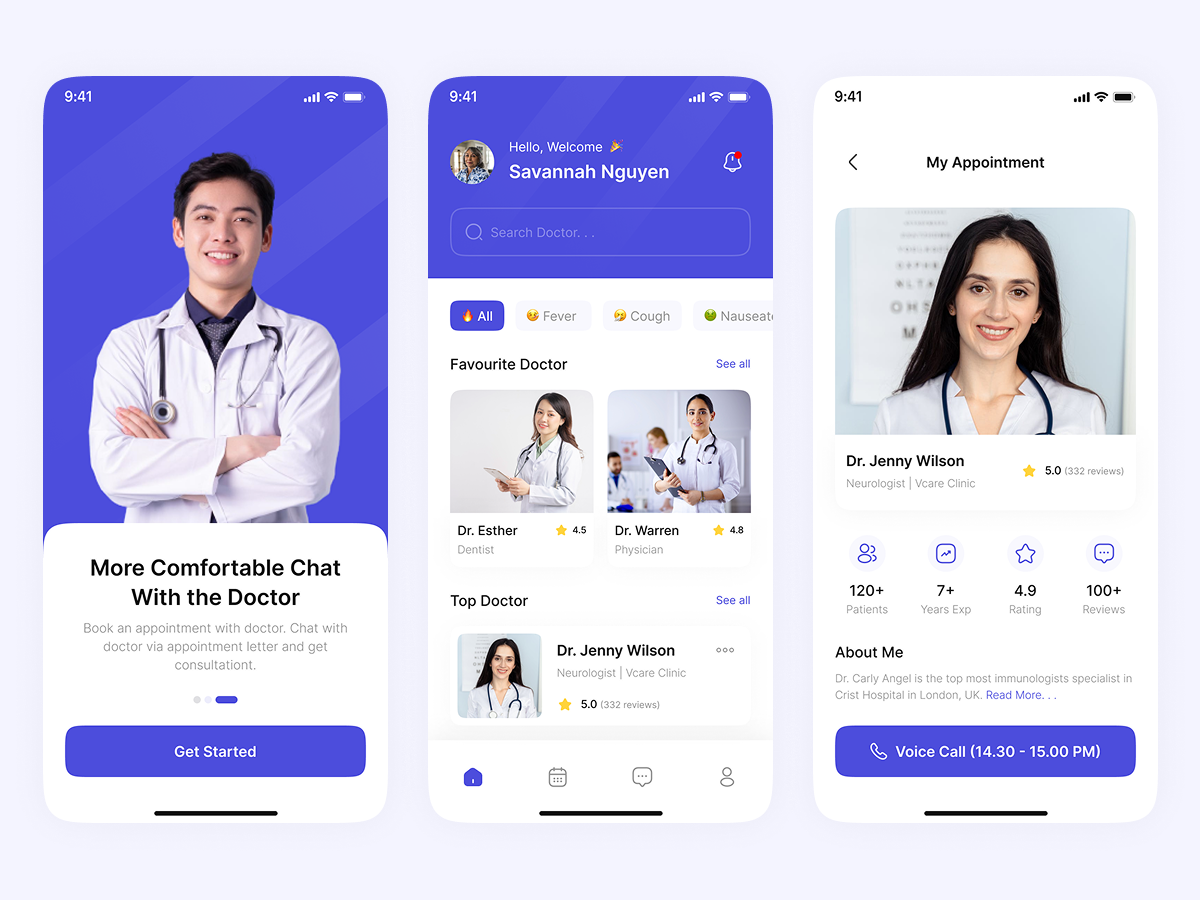 9:41
More Comfortable Chat
With the Doctor
Book an appointment with doctor. Chat with
doctor via appointment letter and get
consultationt.
Get Started
9:41
Hello, Welcome 🎉
Savannah Nguyen
Search Doctor. . .
🔥 All
🤒 Fever
🤧 Cough
🤢 Nauseate
Favourite Doctor
See all
Dr. Esther
4.5
Dentist
Dr. Warren
4.8
Physician
Top Doctor
See all
Dr. Jenny Wilson
Neurologist | Vcare Clinic
5.0 (332 reviews)
9:41
My Appointment
Dr. Jenny Wilson
Neurologist | Vcare Clinic
5.0 (332 reviews)
120+
Patients
7+
Years Exp
4.9
Rating
100+
Reviews
About Me
Dr. Carly Angel is the top most immunologists specialist in
Crist Hospital in London, UK. Read More. . .
Voice Call (14.30 - 15.00 PM)